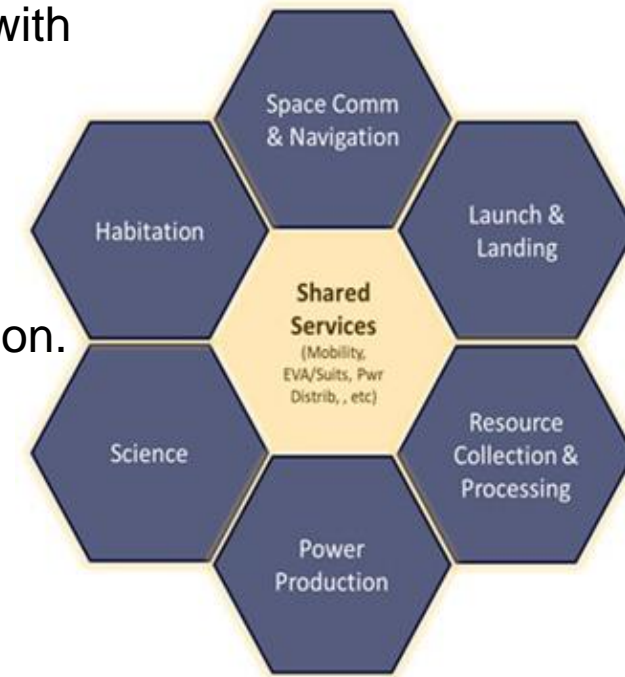 with
Space Comm
& Navigation
Habitation
Launch &
Landing
Shared
Services
(Mobility,
EVA/Suits, Pwr
Distrib, , etc)
on.
Science
Resource
Collection &
Processing
Power
Production